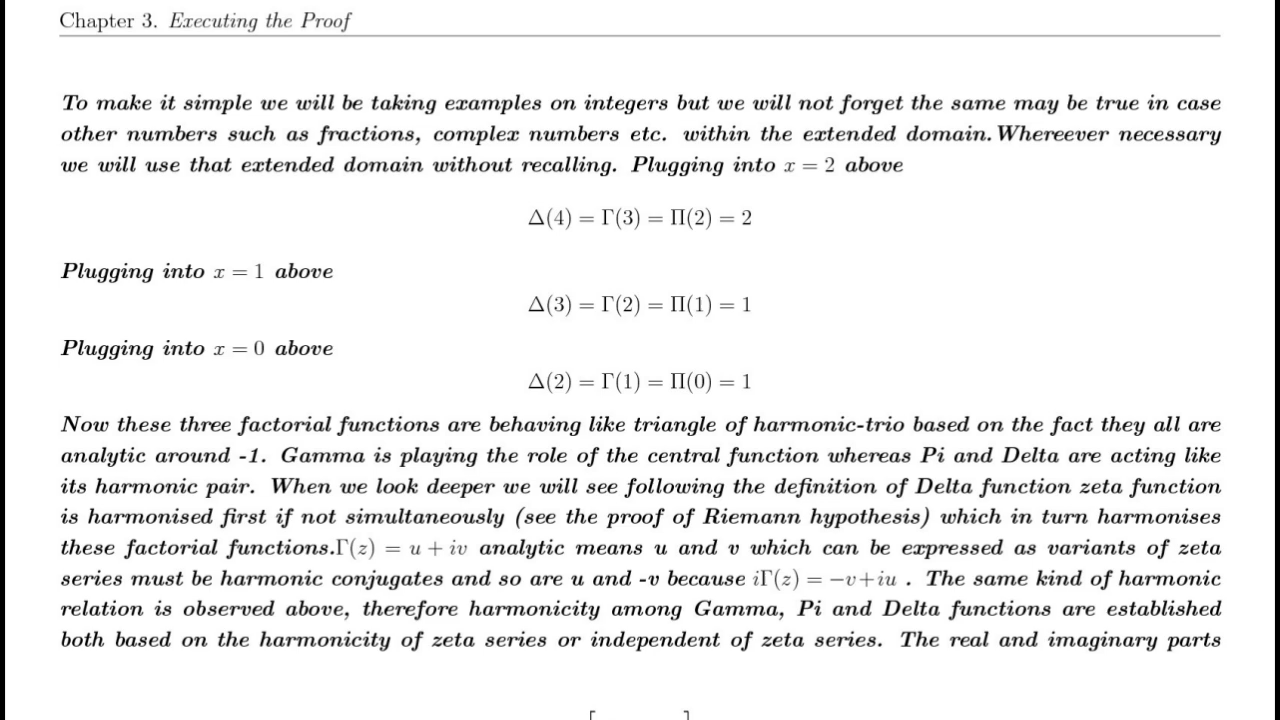 Chapter 3. Executing the Proof
To make it simple we will be taking examples on integers but we will not forget the same may be true in case
other numbers such as fractions, complex numbers etc. within the extended domain. Whereever necessary
we will use that extended domain without recalling. Plugging into x = 2 above
Δ(4) = Γ(3) = Π(2) = 2
Plugging into x = 1 above
Δ(3) = Γ(2) = Π(1) = 1
Plugging into x = 0 above
Δ(2) = Γ(1) = Π(0) = 1
Now these three factorial functions are behaving like triangle of harmonic-trio based on the fact they all are
analytic around -1. Gamma is playing the role of the central function whereas Pi and Delta are acting like
its harmonic pair. When we look deeper we will see following the definition of Delta function zeta function
is harmonised first if not simultaneously (see the proof of Riemann hypothesis) which in turn harmonises
these factorial functions.Γ(z) = u + iv analytic means u and v which can be expressed as variants of zeta
series must be harmonic conjugates and so are u and -v because iΓ(z) = −v+iu . The same kind of harmonic
relation is observed above, therefore harmonicity among Gamma, Pi and Delta functions are established
both based on the harmonicity of zeta series or independent of zeta series. The real and imaginary parts